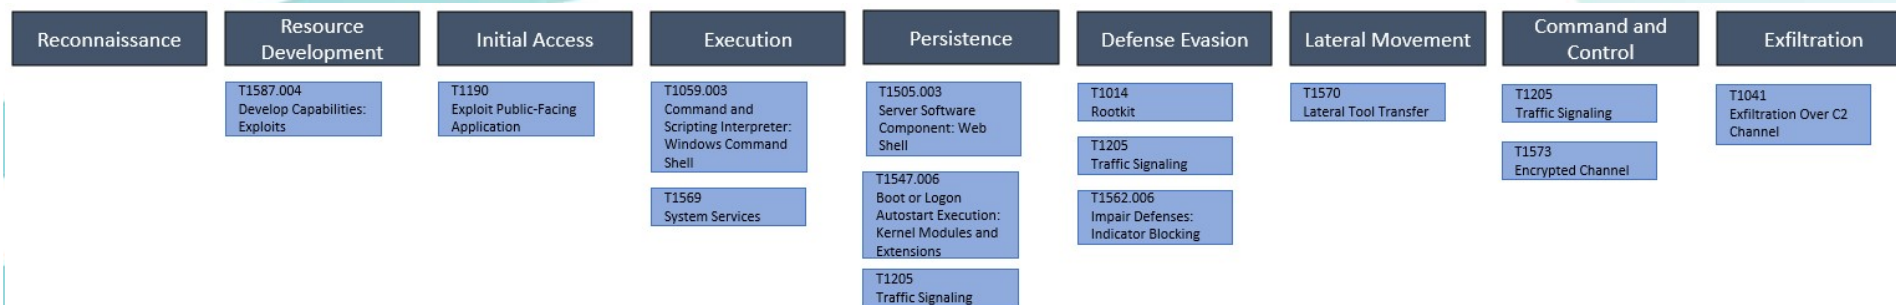 Reconnaissance
Resource
Development
Initial Access
Execution
Persistence
Defense Evasion
Lateral Movement
Command and
Control
Exfiltration
T1587.004
Develop Capabilities:
Exploits
T1190
Exploit Public-Facing
Application
T1059.003
Command and
Scripting Interpreter:
Windows Command
Shell
T1569
System Services
T1505.003
Server Software
Component: Web
Shell
T1547.006
Boot or Logon
Autostart Execution:
Kernel Modules and
Extensions
T1205
Traffic Signaling
T1014
Rootkit
T1205
Traffic Signaling
T1562.006
Impair Defenses:
Indicator Blocking
T1570
Lateral Tool Transfer
T1205
Traffic Signaling
T1573
Encrypted Channel
T1041
Exfiltration Over C2
Channel